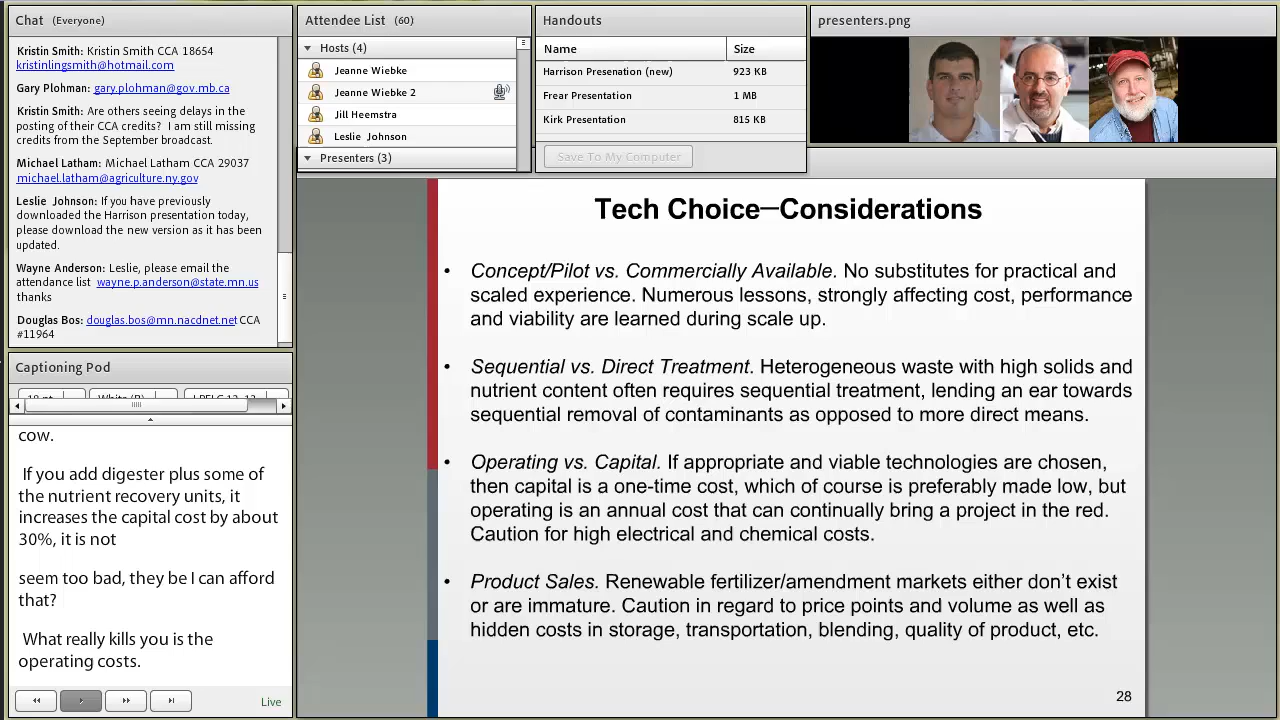 Chat (Everyone)
Kristin Smith: Kristin Smith CCA 18654
kristinlingsmith@hotmail.com
Gary Plohman: gary.plohman@gov.mb.ca
Kristin Smith: Are others seeing delays in the
posting of their CCA credits? I am still missing
credits from the September broadcast.
Michael Latham: Michael Latham CCA 29037
michael.latham@agriculture.ny.gov
Leslie Johnson: If you have previously
downloaded the Harrison presentation today,
please download the new version as it has been
updated.
Wayne Anderson: Leslie, please email the
attendance list wayne.p.anderson@state.mn.us
thanks
Douglas Bos: douglas.bos@mn.nacdnet.net CCA
#11964
Captioning Pod
cow.
If you add digester plus some of
the nutrient recovery units, it
increases the capital cost by about
30%, it is not
seem too bad, they be I can afford
that?
What really kills you is the
operating costs.
Live
Attendee List (60)
Hosts (4)
Jeanne Wiebke
Jeanne Wiebke 2
Jill Heemstra
Leslie Johnson
Presenters (3)
Handouts
Name Size
Harrison Presenation (new) 923 KB
Frear Presentation 1 MB
Kirk Presentation 815 KB
Save To My Computer
presenters.png
Tech Choice—Considerations
• Concept/Pilot vs. Commercially Available. No substitutes for practical and
scaled experience. Numerous lessons, strongly affecting cost, performance
and viability are learned during scale up.
• Sequential vs. Direct Treatment. Heterogeneous waste with high solids and
nutrient content often requires sequential treatment, lending an ear towards
sequential removal of contaminants as opposed to more direct means.
• Operating vs. Capital. If appropriate and viable technologies are chosen,
then capital is a one-time cost, which of course is preferably made low, but
operating is an annual cost that can continually bring a project in the red.
Caution for high electrical and chemical costs.
• Product Sales. Renewable fertilizer/amendment markets either don't exist
or are immature. Caution in regard to price points and volume as well as
hidden costs in storage, transportation, blending, quality of product, etc.
28